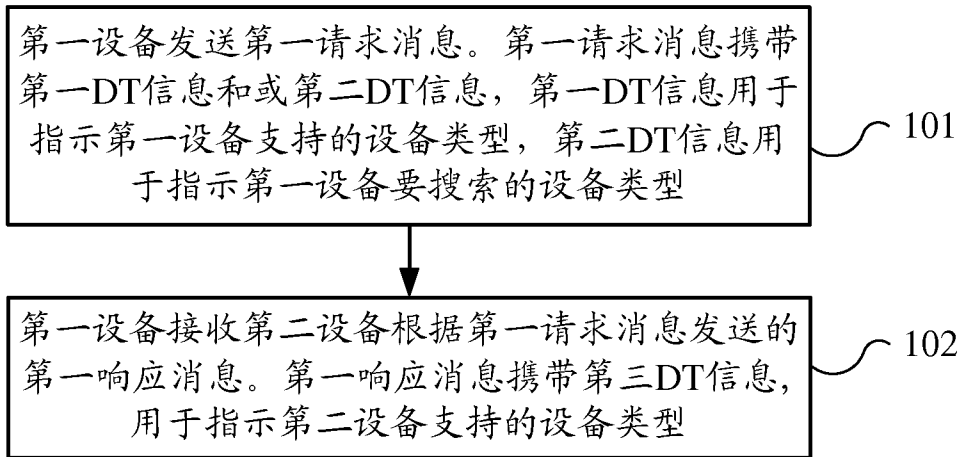 第一设备发送第一请求消息。第一请求消息携带
第一DT信息和或第二DT信息，第一DT信息用于
指示第一设备支持的设备类型，第二DT信息用
于指示第一设备要搜索的设备类型
101
第一设备接收第二设备根据第一请求消息发送的
第一响应消息。第一响应消息携带第三DT信息，
用于指示第二设备支持的设备类型
102